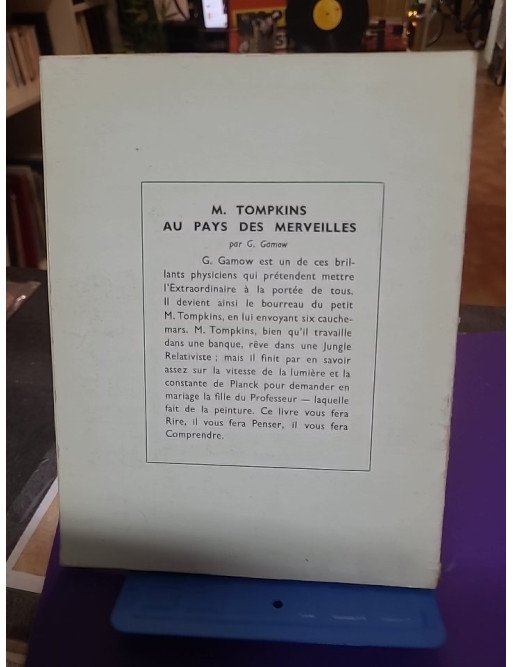 M. TOMPKINS
AU PAYS DES MERVEILLES
par G. Gamow
G. Gamow est un de ces bril-
lants physiciens qui prétendent mettre
l'Extraordinaire à la portée de tous.
Il devient ainsi le bourreau du petit
M. Tompkins, en lui envoyant six cauche-
mars. M. Tompkins, bien qu'il travaille
dans une banque, rêve dans une Jungle
Relativiste ; mais il finit par en savoir
assez sur la vitesse de la lumière et la
constante de Planck pour demander en
mariage la fille du Professeur — laquelle
fait de la peinture. Ce livre vous fera
Rire, il vous fera Penser, il vous fera
Comprendre.